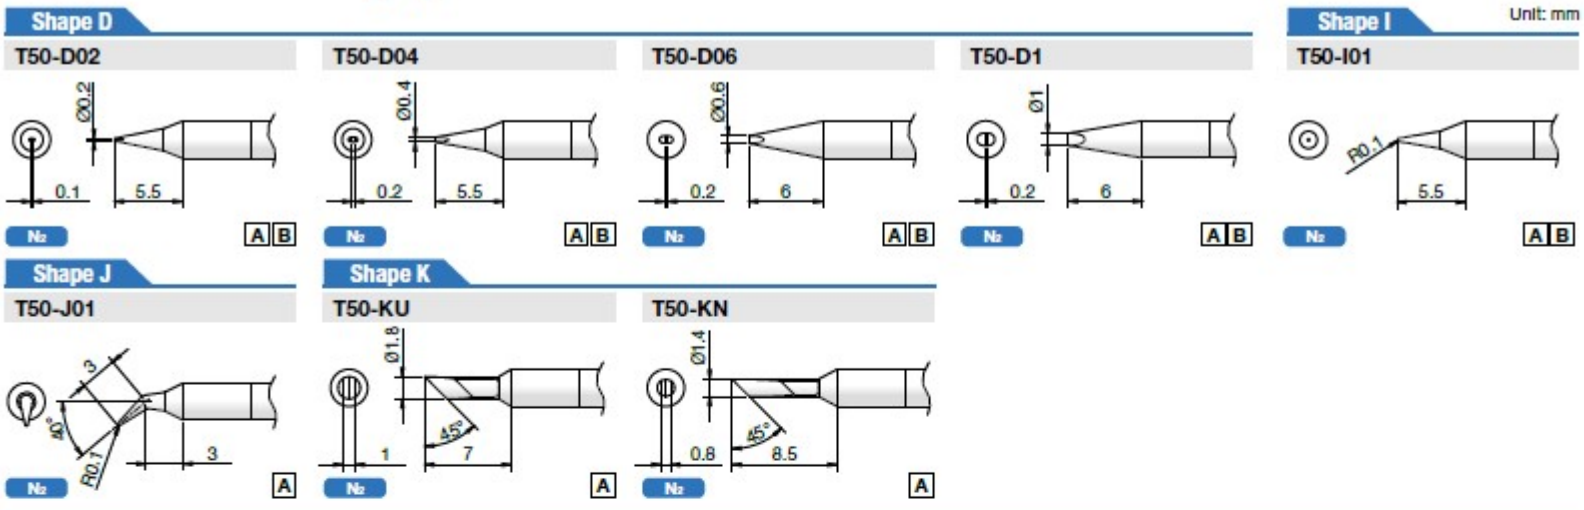 Shape D
Shape I
Unit: mm
T50-D02
T50-D04
T50-D06
T50-D1
T50-I01
Ø0.2
0.1
5.5
N2
A B
Ø0.4
0.2
5.5
N2
A B
Ø0.6
0.2
6
N2
A B
Ø1
0.2
6
N2
A B
R0.1
5.5
N2
A B
Shape J
Shape K
T50-J01
T50-KU
T50-KN
3
40°
R0.1
3
N2
A
Ø1.8
45°
1
7
N2
A
Ø1.4
45°
0.8
8.5
N2
A